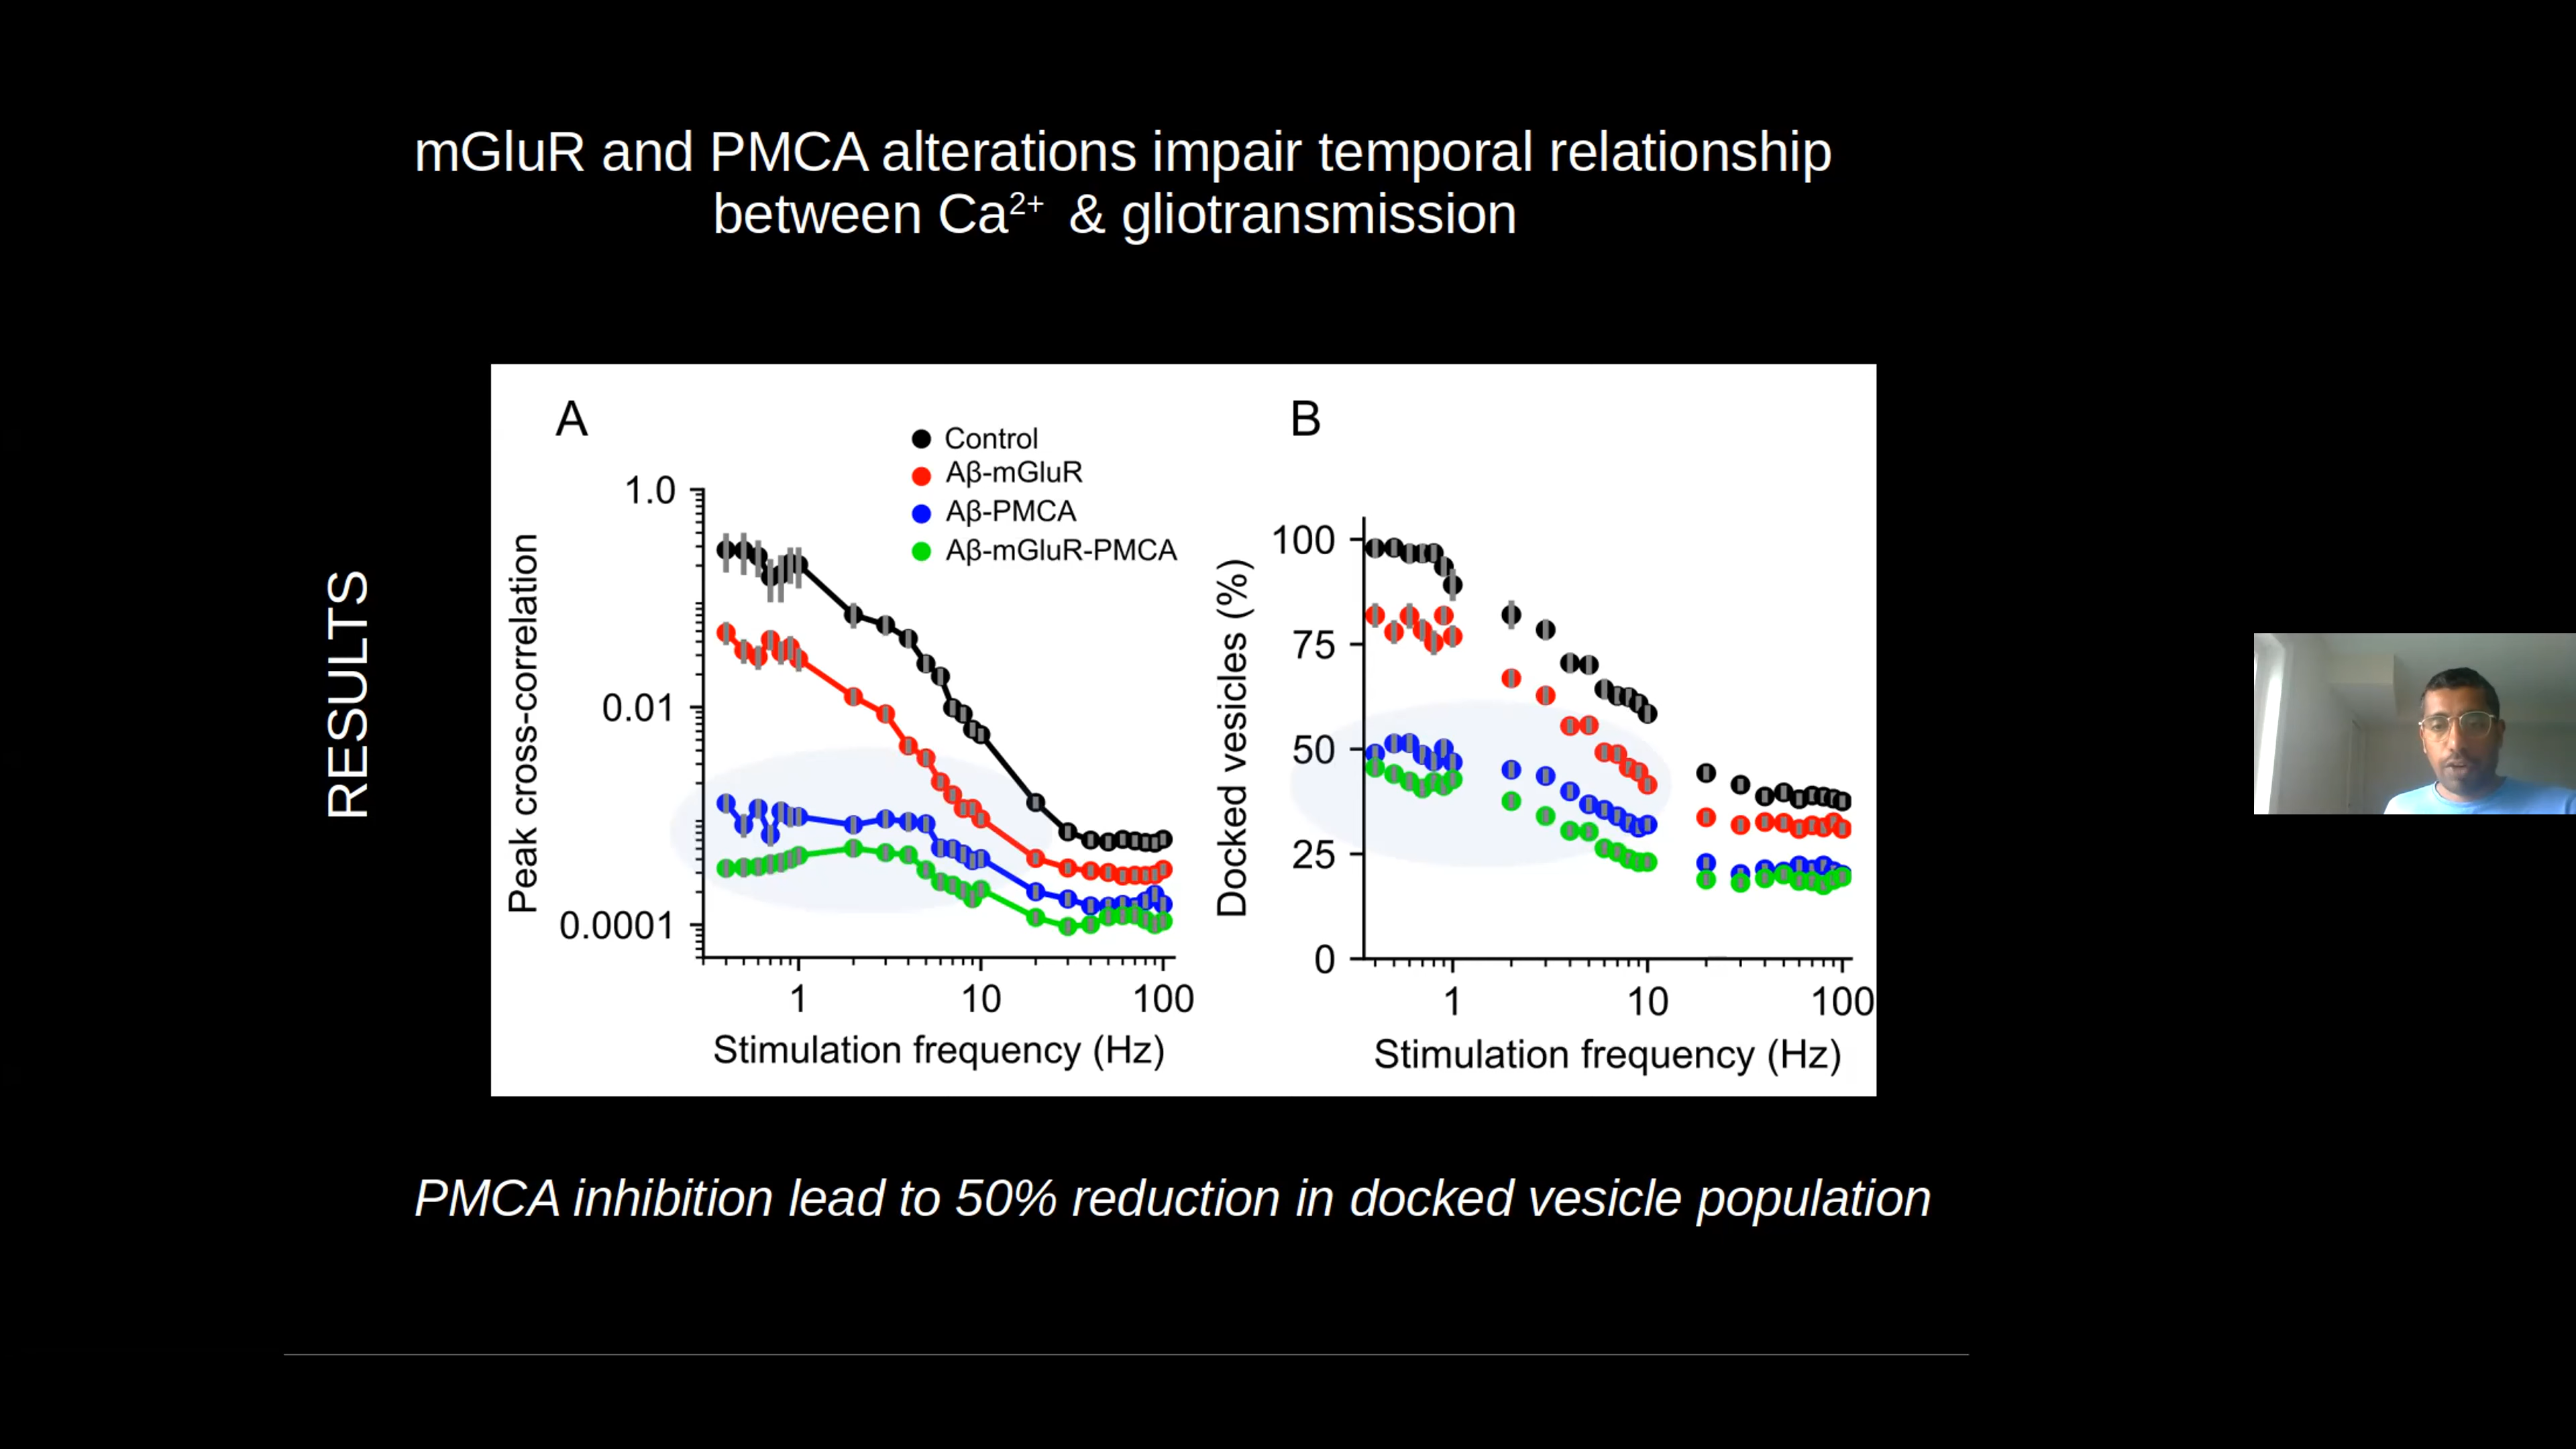 mGluR and PMCA alterations impair temporal relationship
between Ca²⁺ & gliotransmission
RESULTS
A
Control
Aβ-mGluR
Aβ-PMCA
Aβ-mGluR-PMCA
Peak cross-correlation
1.0
0.01
0.0001
1
10
100
Stimulation frequency (Hz)
B
Docked vesicles (%)
100
75
50
25
0
1
10
100
Stimulation frequency (Hz)
PMCA inhibition lead to 50% reduction in docked vesicle population